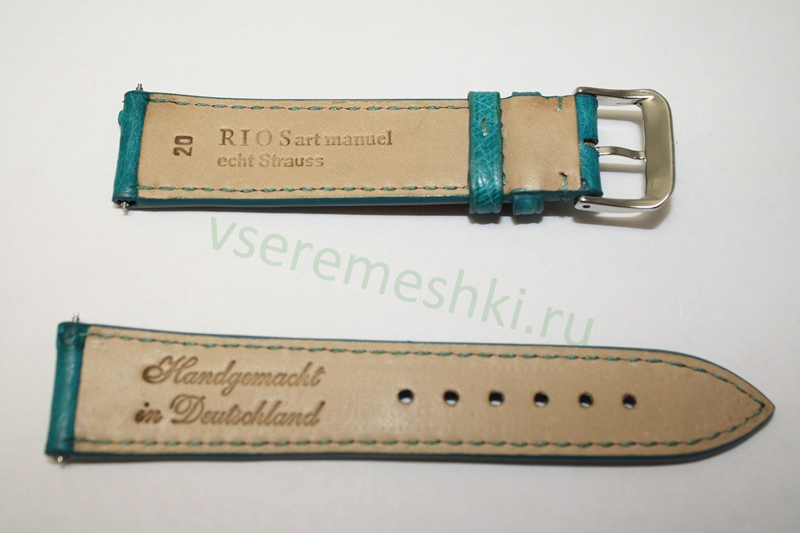 20
RIOS art manuel
echt Strauss
vseremeshki.ru
Handgemacht
in Deutschland